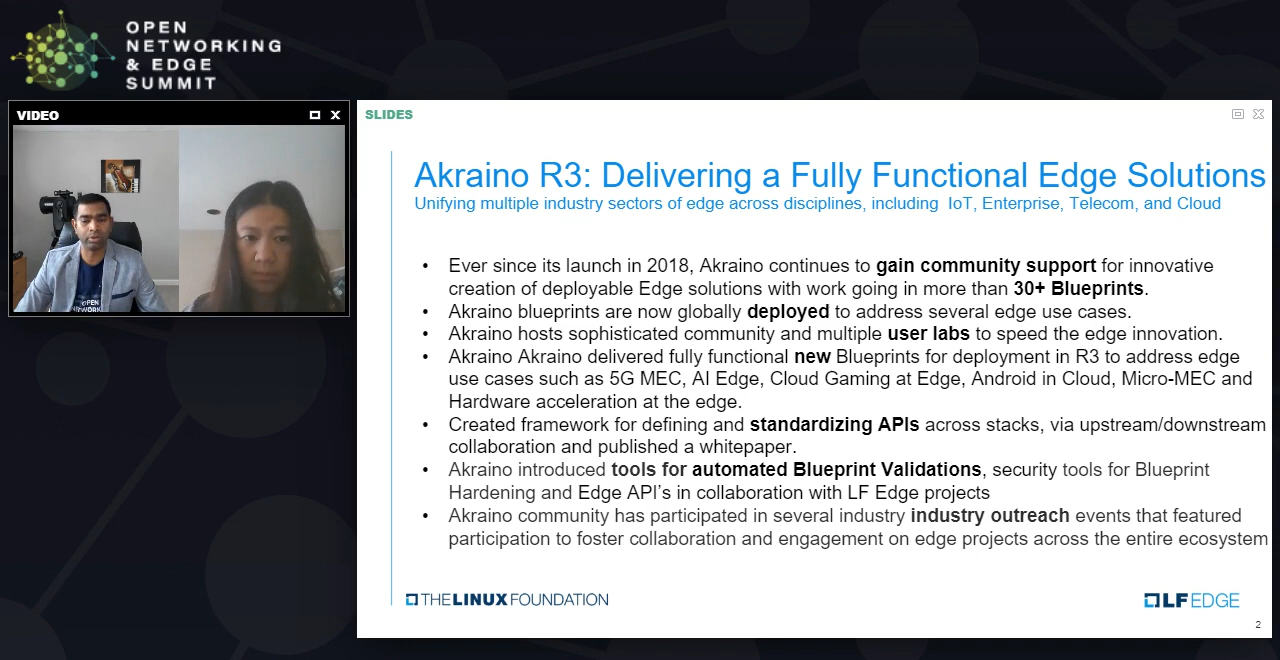 OPEN
NETWORKING
& EDGE
SUMMIT
VIDEO
SLIDES
OPEN
NETWORK
Akraino R3: Delivering a Fully Functional Edge Solutions
Unifying multiple industry sectors of edge across disciplines, including IoT, Enterprise, Telecom, and Cloud
• Ever since its launch in 2018, Akraino continues to gain community support for innovative
creation of deployable Edge solutions with work going in more than 30+ Blueprints.
• Akraino blueprints are now globally deployed to address several edge use cases.
• Akraino hosts sophisticated community and multiple user labs to speed the edge innovation.
• Akraino Akraino delivered fully functional new Blueprints for deployment in R3 to address edge
use cases such as 5G MEC, AI Edge, Cloud Gaming at Edge, Android in Cloud, Micro-MEC and
Hardware acceleration at the edge.
• Created framework for defining and standardizing APIs across stacks, via upstream/downstream
collaboration and published a whitepaper.
• Akraino introduced tools for automated Blueprint Validations, security tools for Blueprint
Hardening and Edge API's in collaboration with LF Edge projects
• Akraino community has participated in several industry industry outreach events that featured
participation to foster collaboration and engagement on edge projects across the entire ecosystem
THE LINUX FOUNDATION
LF EDGE
2